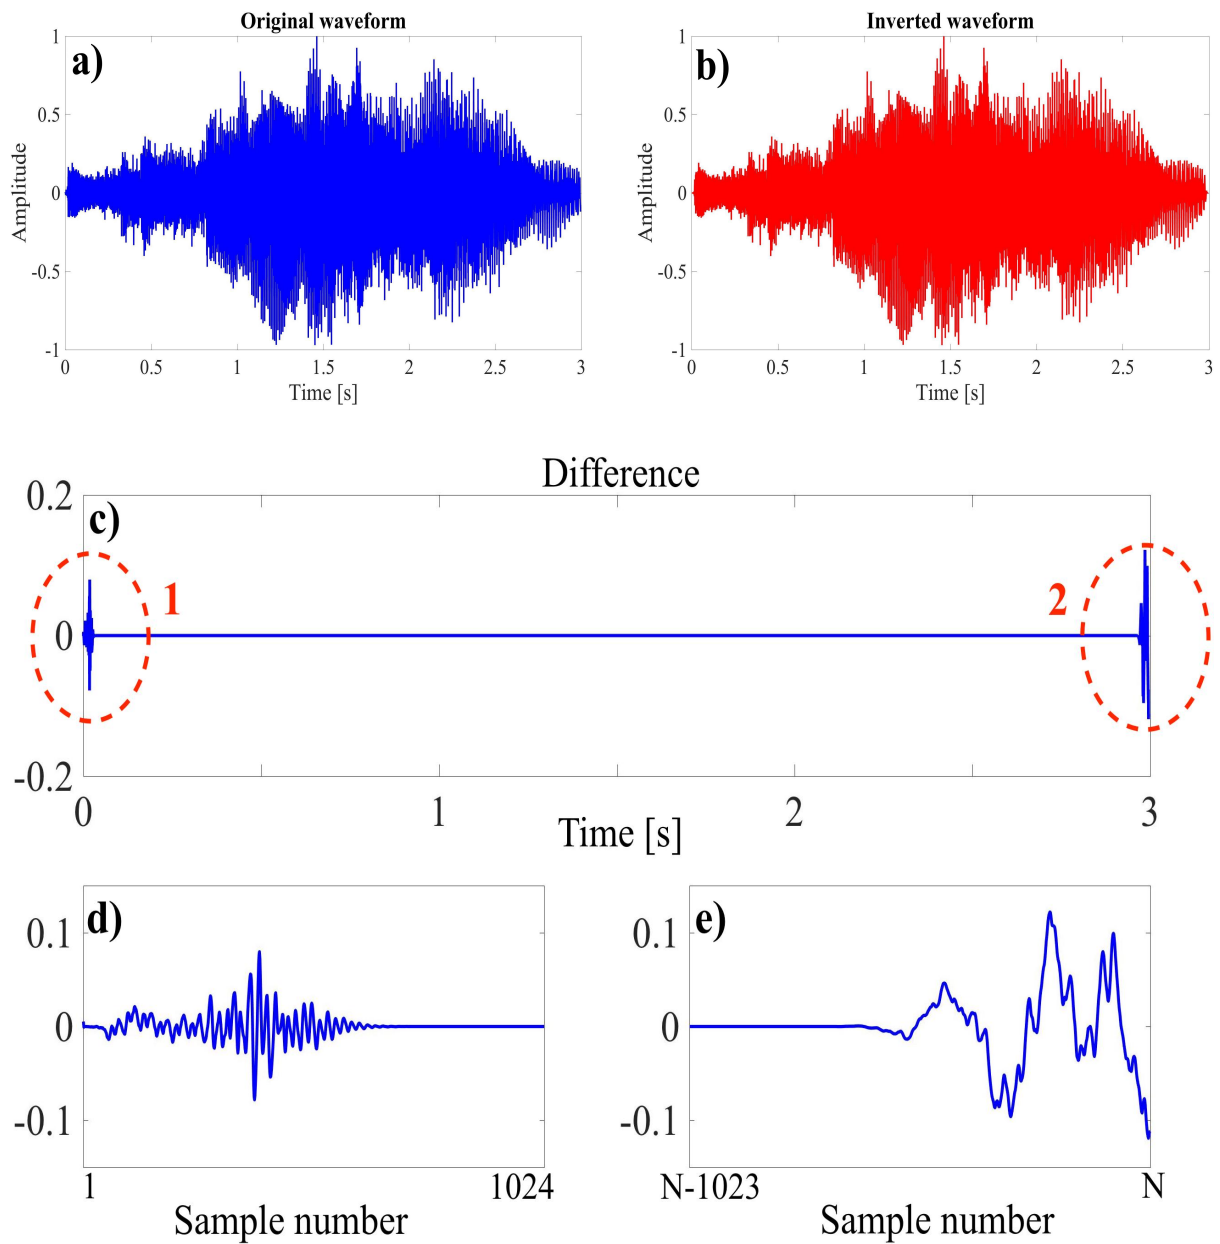 Original waveform
Inverted waveform
a)
b)
1
0.5
0
-0.5
-1
Amplitude
0 0.5 1 1.5 2 2.5 3
Time [s]
1
0.5
0
-0.5
-1
Amplitude
0 0.5 1 1.5 2 2.5 3
Time [s]
Difference
0.2
c)
1
2
0
-0.2
0 1 2 3
Time [s]
d)
0.1
0
-0.1
1 1024
Sample number
e)
0.1
0
-0.1
N-1023 N
Sample number